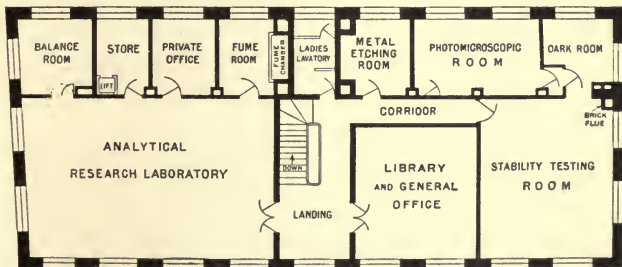 BALANCE
ROOM
STORE
LIFT
PRIVATE
OFFICE
FUME
ROOM
FUME
CHAMBER
LADIES
LAVATORY
METAL
ETCHING
ROOM
PHOTOMICROSCOPIC
ROOM
DARK ROOM
BRICK
FLUE
CORRIDOR
ANALYTICAL
RESEARCH LABORATORY
DOWN
LANDING
LIBRARY
AND GENERAL
OFFICE
STABILITY TESTING
ROOM